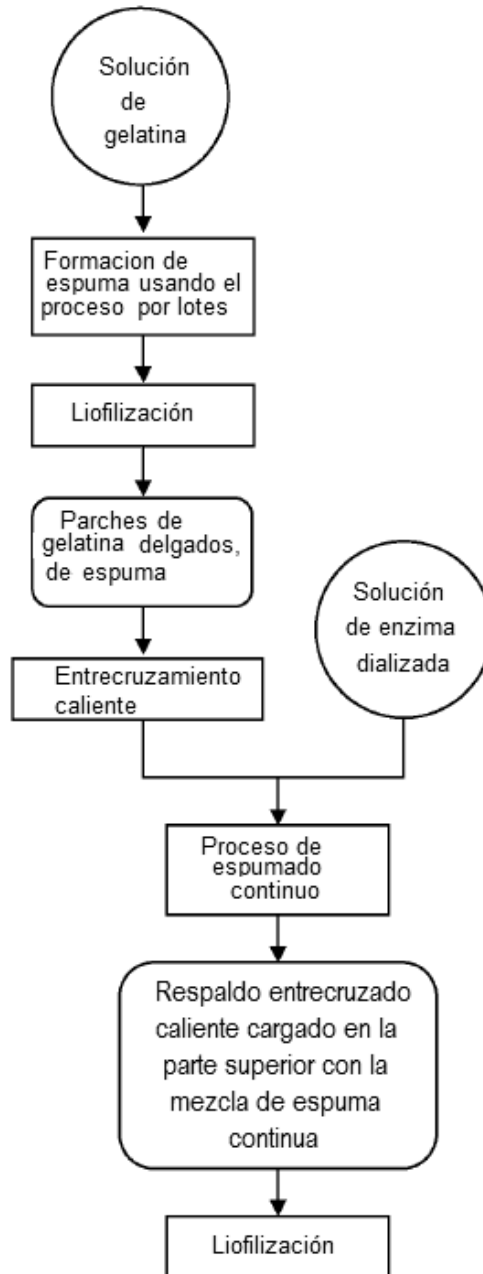 Solución
de
gelatina
Formacion de
espuma usando el
proceso por lotes
Liofilización
Parches de
gelatina delgados,
de espuma
Solución
de enzima
dializada
Entrecruzamiento
caliente
Proceso de
espumado
continuo
Respaldo entrecruzado
caliente cargado en la
parte superior con la
mezcla de espuma
continua
Liofilización